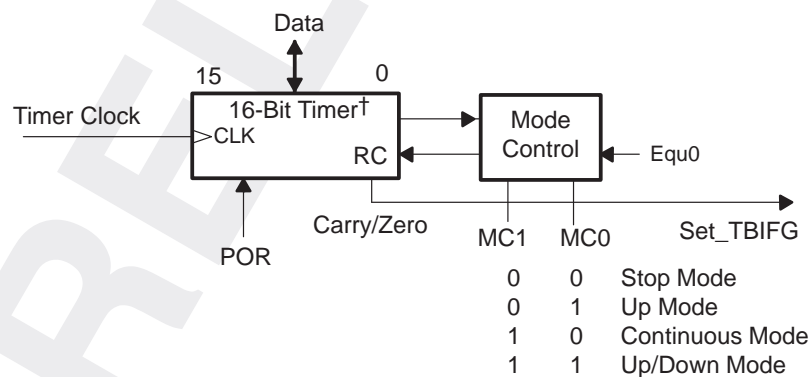 Data
15 0
16-Bit Timer†
Timer Clock
CLK
RC
Mode
Control
Equ0
POR
Carry/Zero
MC1 MC0
Set_TBIFG
0 0 Stop Mode
0 1 Up Mode
1 0 Continuous Mode
1 1 Up/Down Mode